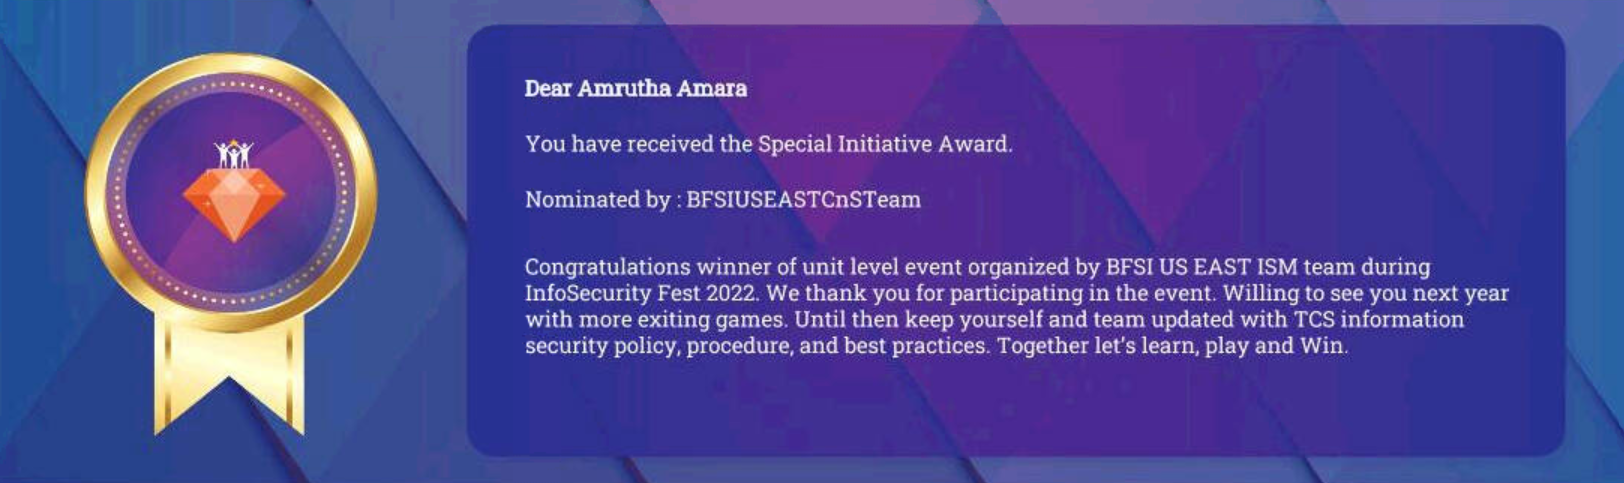 Dear Amrutha Amara
You have received the Special Initiative Award.
Nominated by : BFSIUSEASTCnSTeam
Congratulations winner of unit level event organized by BFSI US EAST ISM team during
InfoSecurity Fest 2022. We thank you for participating in the event. Willing to see you next year
with more exiting games. Until then keep yourself and team updated with TCS information
security policy, procedure, and best practices. Together let's learn, play and Win.